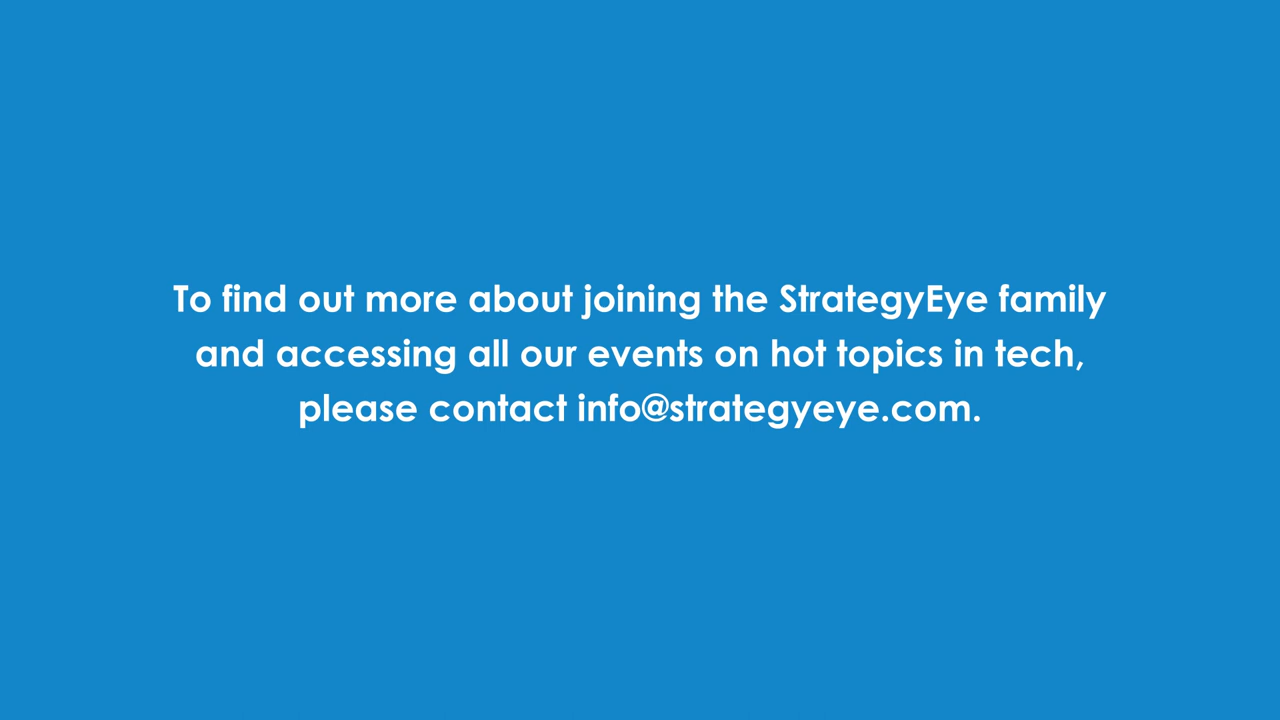 To find out more about joining the StrategyEye family
and accessing all our events on hot topics in tech,
please contact info@strategyeye.com.